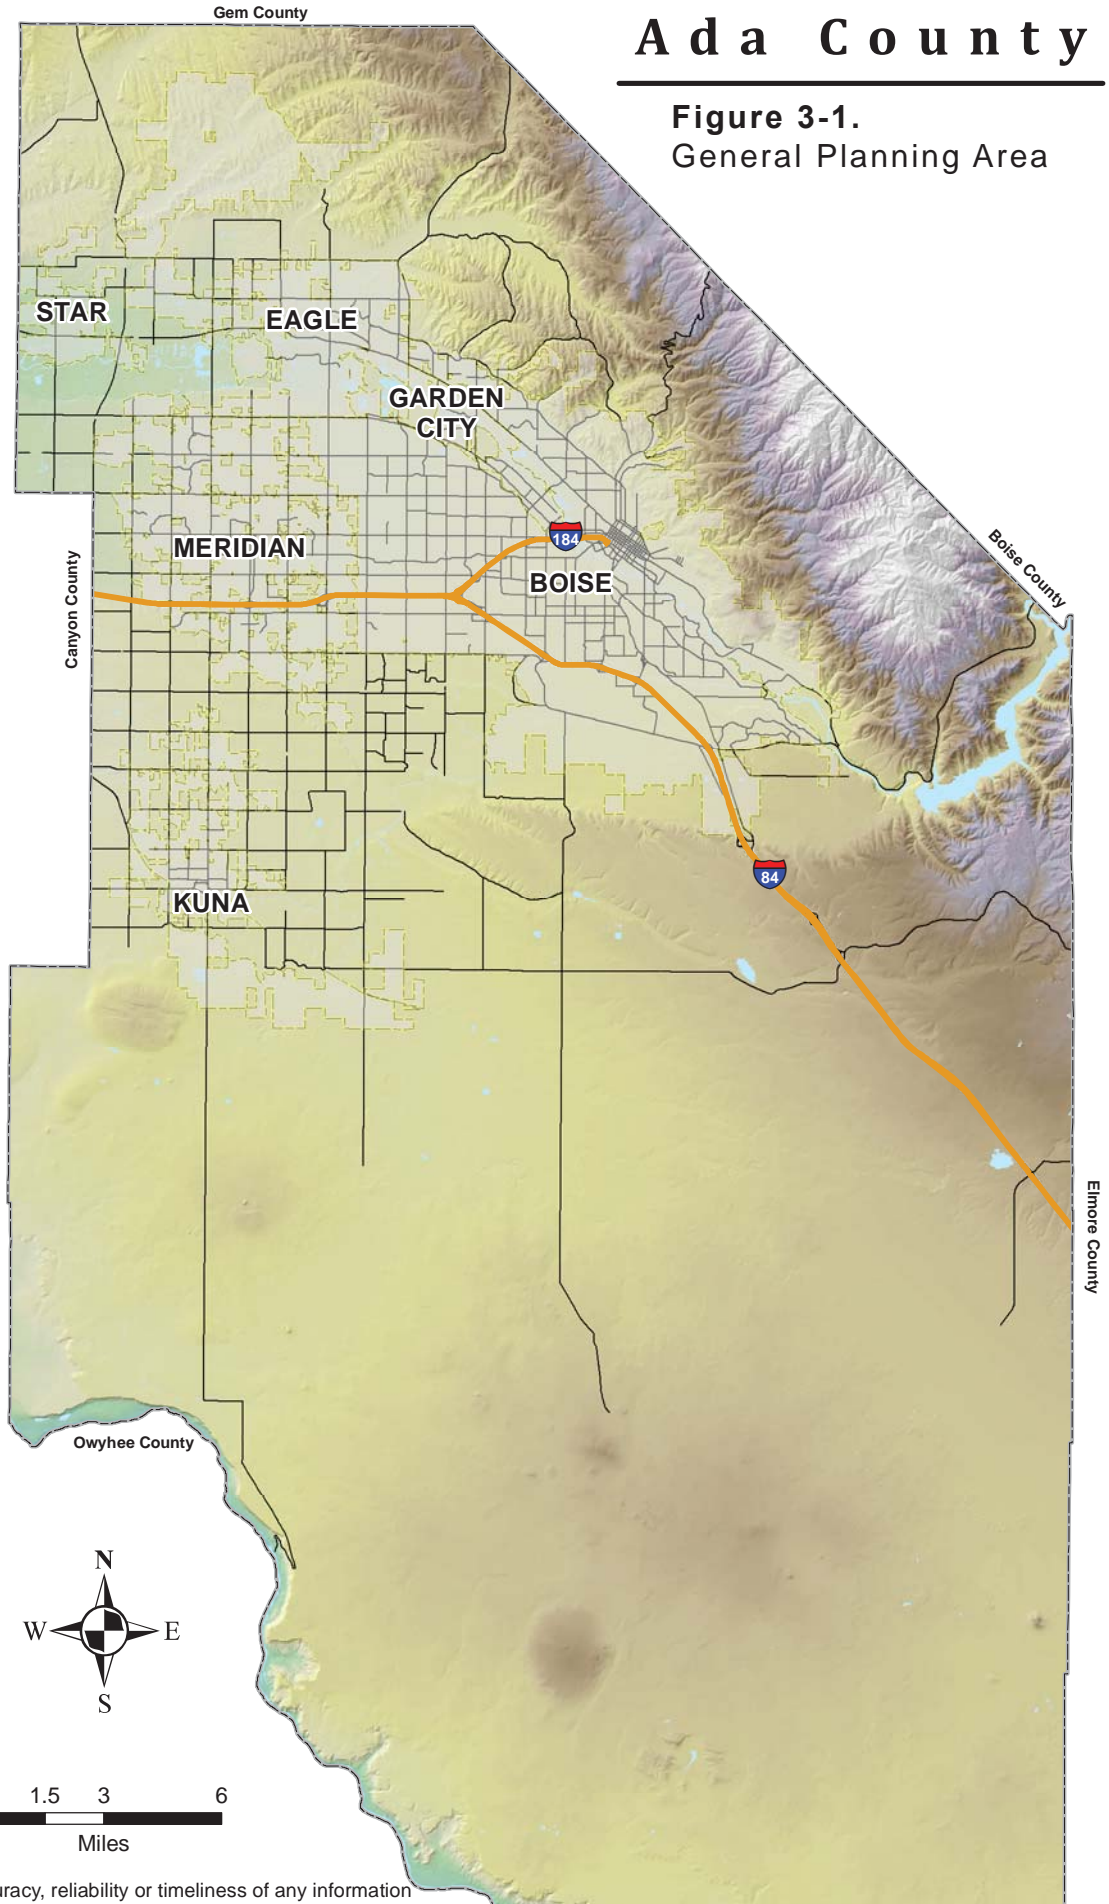 Gem County
Ada County
Figure 3-1.
General Planning Area
STAR
EAGLE
GARDEN
CITY
184
MERIDIAN
BOISE
Boise County
Canyon County
84
KUNA
Elmore County
Owyhee County
N
W
E
S
1.5 3 6
Miles
reliability or timeliness of any information